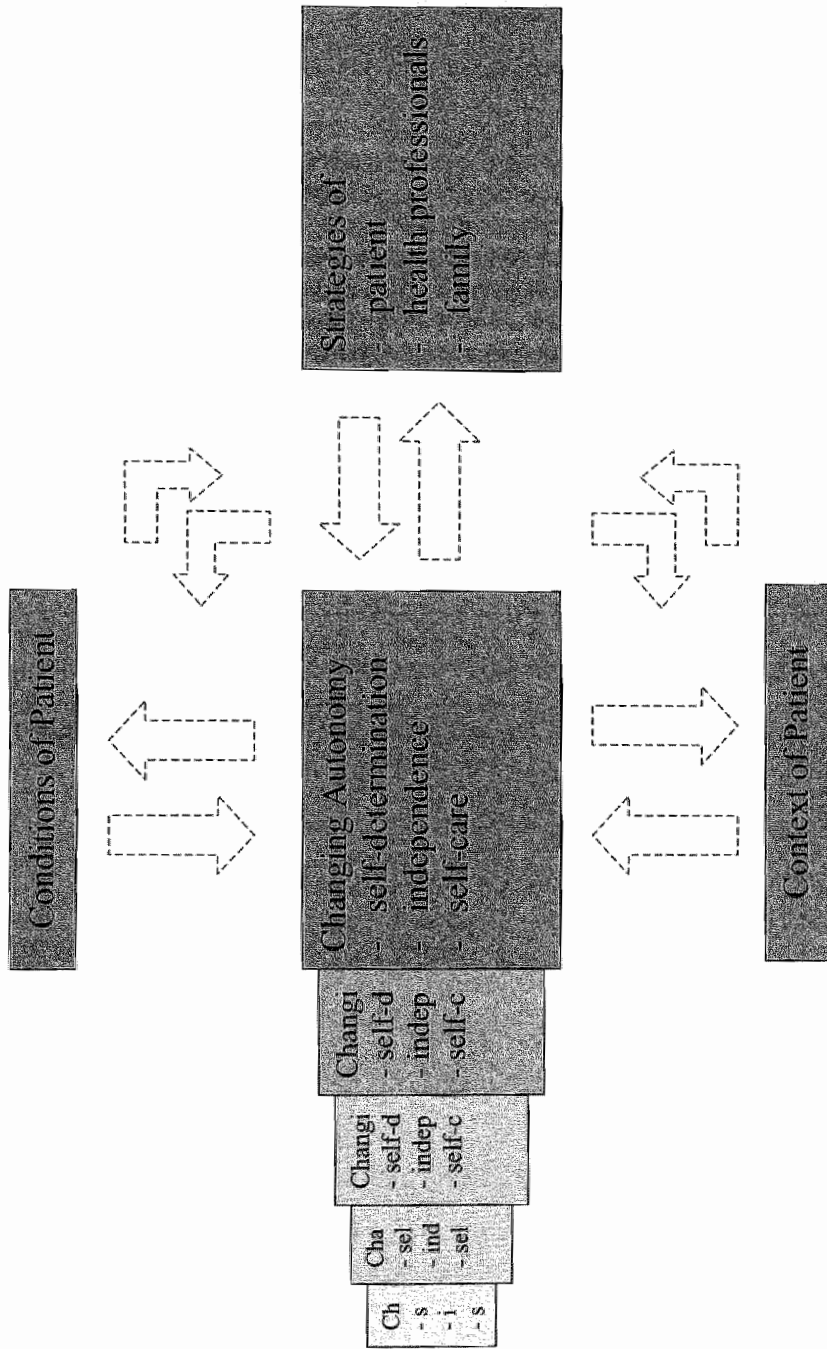 Conditions of Patient
Ch
- s
- i
- s
Cha
- sel
- ind
- sel
Changi
- self-d
- indep
- self-c
Changi
- self-d
- indep
- self-c
Changing Autonomy
- self-determination
- independence
- self-care
Strategies of
- patient
- health professionals
- family
Context of Patient